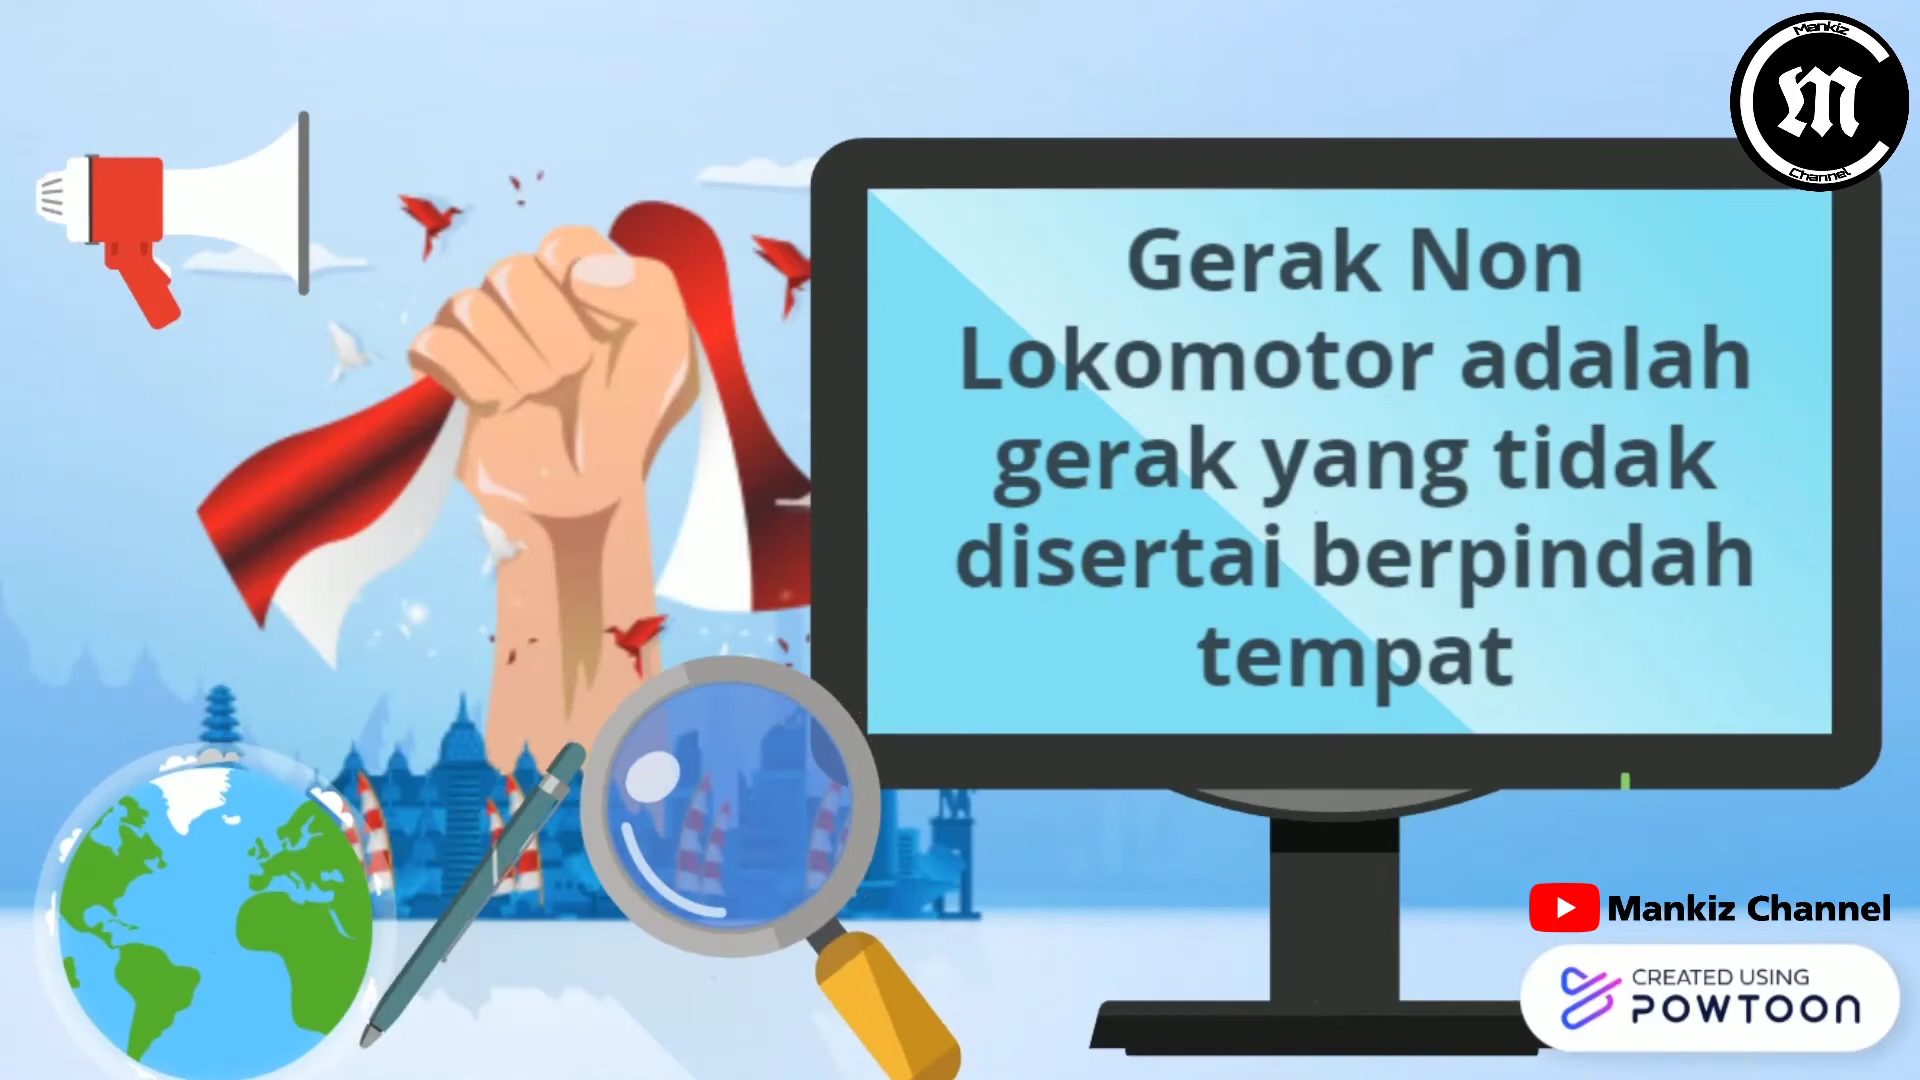 Mankiz
M
Channel
Gerak Non
Lokomotor adalah
gerak yang tidak
disertai berpindah
tempat
Mankiz Channel
CREATED USING
POWTOON